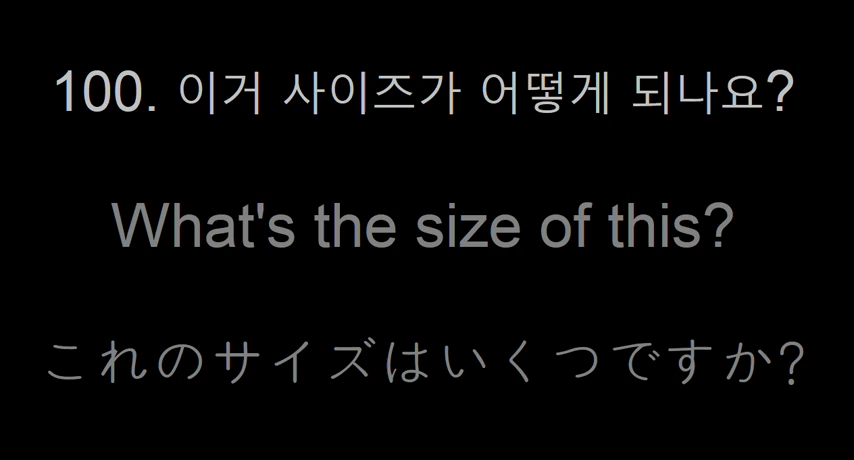 100. 이거 사이즈가 어떻게 되나요?
What's the size of this?
これのサイズはいくつですか?